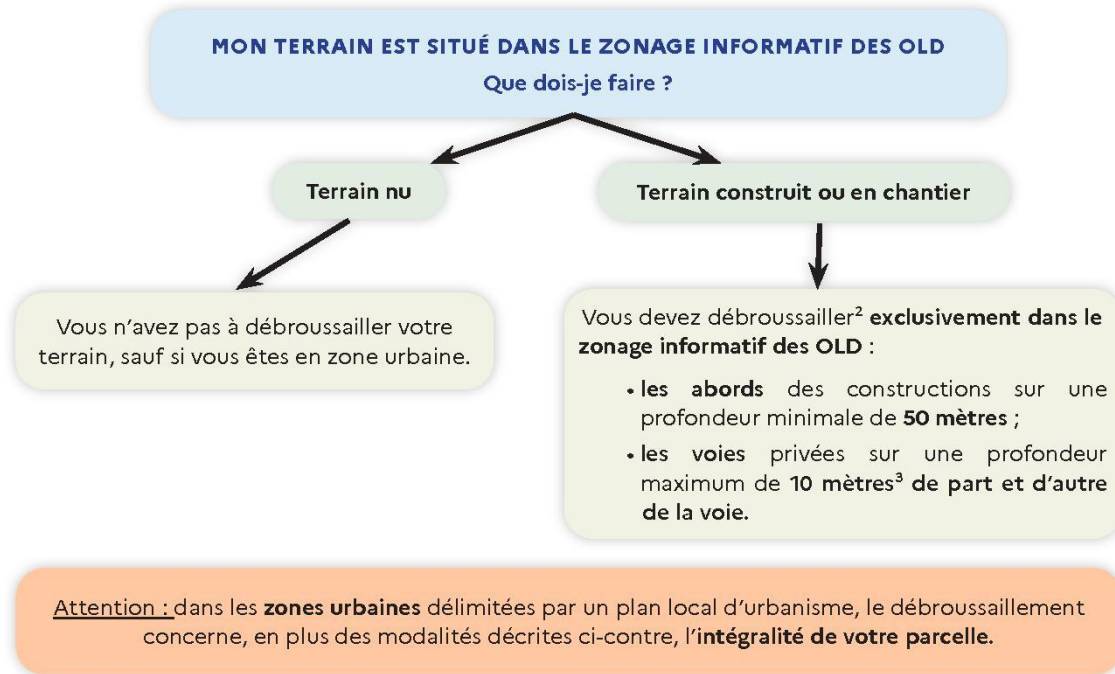 MON TERRAIN EST SITUÉ DANS LE ZONAGE INFORMATIF DES OLD
Que dois-je faire ?
Terrain nu
Terrain construit ou en chantier
Vous n’avez pas à débroussailler votre
terrain, sauf si vous êtes en zone urbaine.
Vous devez débroussailler² exclusivement dans le
zonage informatif des OLD :
• les abords des constructions sur une
profondeur minimale de 50 mètres ;
• les voies privées sur une profondeur
maximum de 10 mètres³ de part et d’autre
de la voie.
Attention : dans les zones urbaines délimitées par un plan local d’urbanisme, le débroussaillement
concerne, en plus des modalités décrites ci-contre, l’intégralité de votre parcelle.